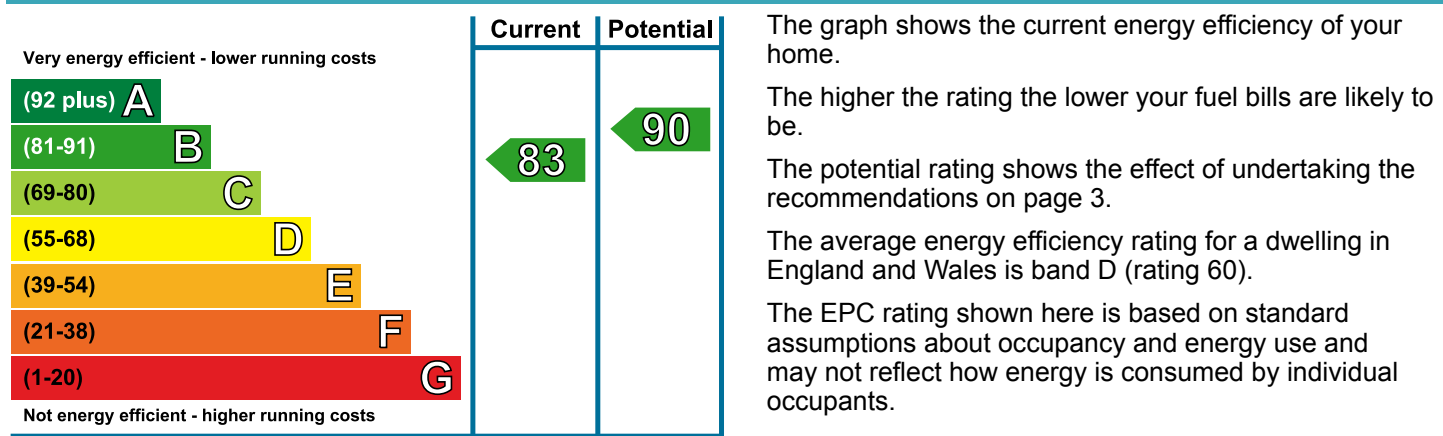 Current Potential
Very energy efficient - lower running costs
(92 plus) A
(81-91) B
(69-80) C
(55-68) D
(39-54) E
(21-38) F
(1-20) G
Not energy efficient - higher running costs
83
90
The graph shows the current energy efficiency of your
home.
The higher the rating the lower your fuel bills are likely to
be.
The potential rating shows the effect of undertaking the
recommendations on page 3.
The average energy efficiency rating for a dwelling in
England and Wales is band D (rating 60).
The EPC rating shown here is based on standard
assumptions about occupancy and energy use and
may not reflect how energy is consumed by individual
occupants.